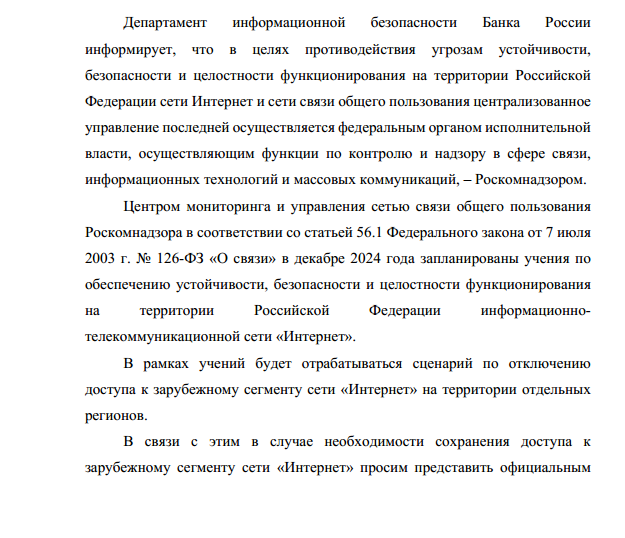 Департамент информационной безопасности Банка России
информирует, что в целях противодействия угрозам устойчивости,
безопасности и целостности функционирования на территории Российской
Федерации сети Интернет и сети связи общего пользования централизованное
управление последней осуществляется федеральным органом исполнительной
власти, осуществляющим функции по контролю и надзору в сфере связи,
информационных технологий и массовых коммуникаций, – Роскомнадзором.
Центром мониторинга и управления сетью связи общего пользования
Роскомнадзора в соответствии со статьей 56.1 Федерального закона от 7 июля
2003 г. № 126-ФЗ «О связи» в декабре 2024 года запланированы учения по
обеспечению устойчивости, безопасности и целостности функционирования
на территории Российской Федерации информационно-
телекоммуникационной сети «Интернет».
В рамках учений будет отрабатываться сценарий по отключению
доступа к зарубежному сегменту сети «Интернет» на территории отдельных
регионов.
В связи с этим в случае необходимости сохранения доступа к
зарубежному сегменту сети «Интернет» просим представить официальным